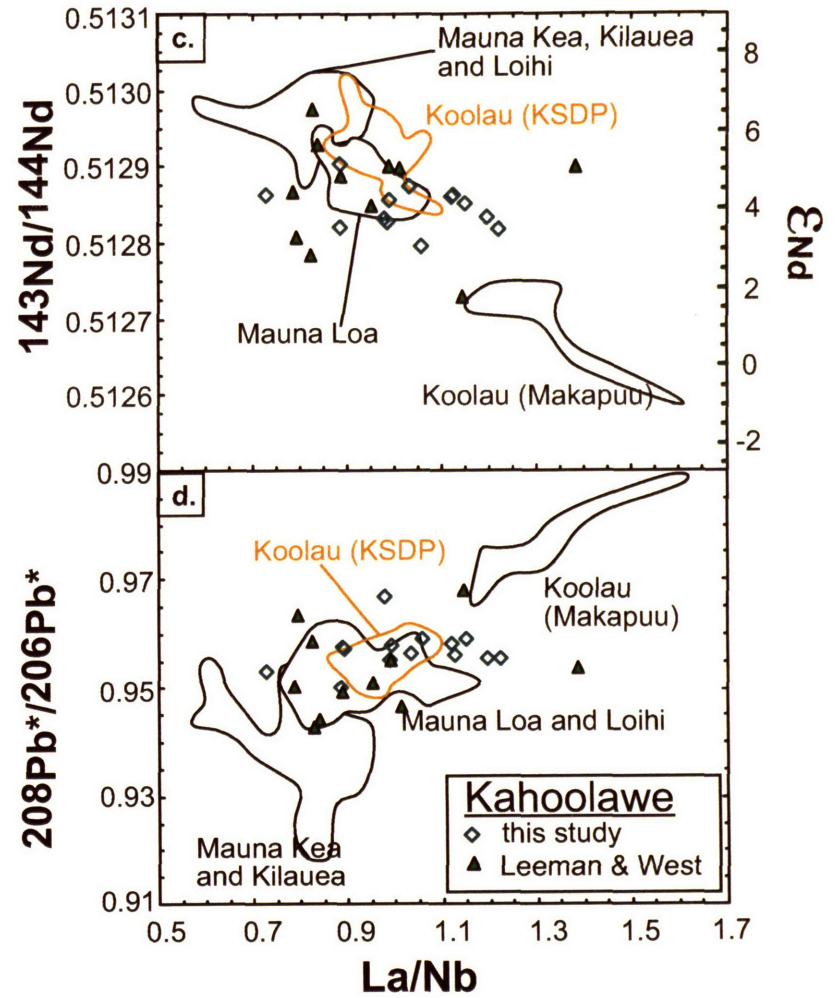 c.
0.5131
0.5130
0.5129
0.5128
0.5127
0.5126
143Nd/144Nd
Mauna Kea, Kilauea
and Loihi
Koolau (KSDP)
Mauna Loa
Koolau (Makapuu)
8
6
4
2
0
-2
εNd
d.
0.99
0.97
0.95
0.93
0.91
208Pb*/206Pb*
Koolau (KSDP)
Koolau
(Makapuu)
Mauna Loa and Loihi
Mauna Kea
and Kilauea
Kahoolawe
this study
Leeman & West
0.5 0.7 0.9 1.1 1.3 1.5 1.7
La/Nb